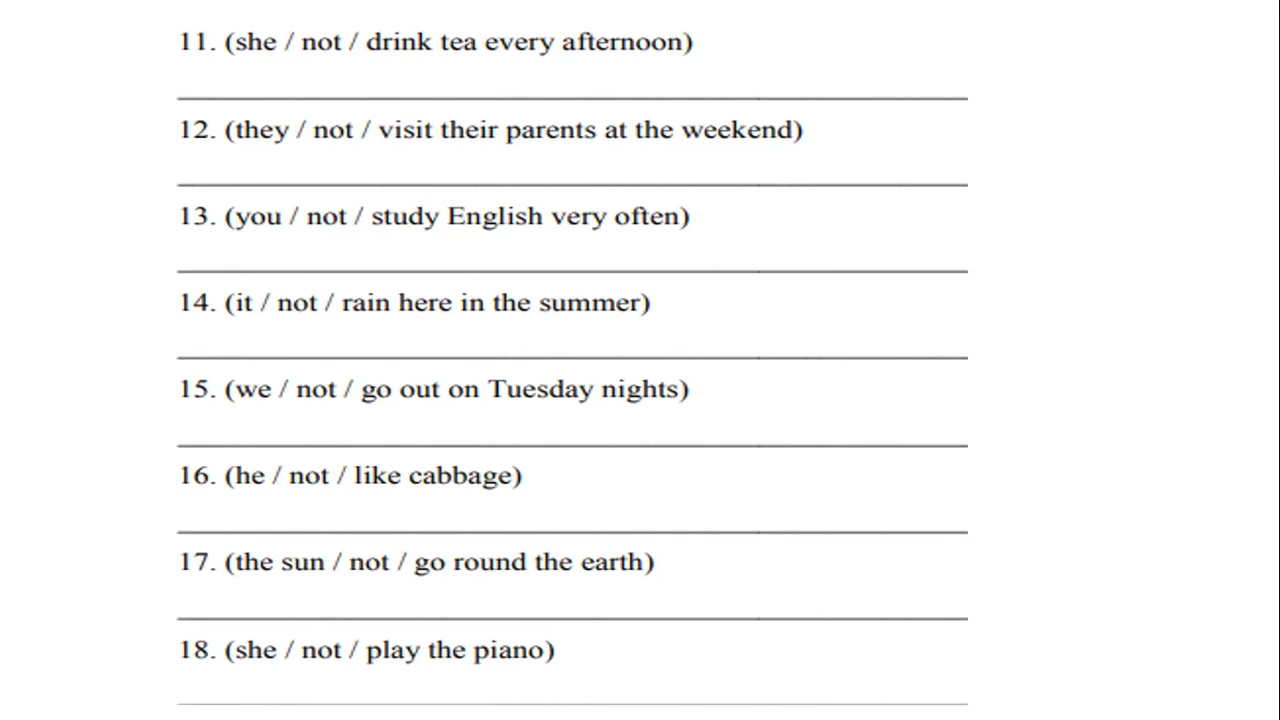 11. (she / not / drink tea every afternoon)
12. (they / not / visit their parents at the weekend)
13. (you / not / study English very often)
14. (it / not / rain here in the summer)
15. (we / not / go out on Tuesday nights)
16. (he / not / like cabbage)
17. (the sun / not / go round the earth)
18. (she / not / play the piano)